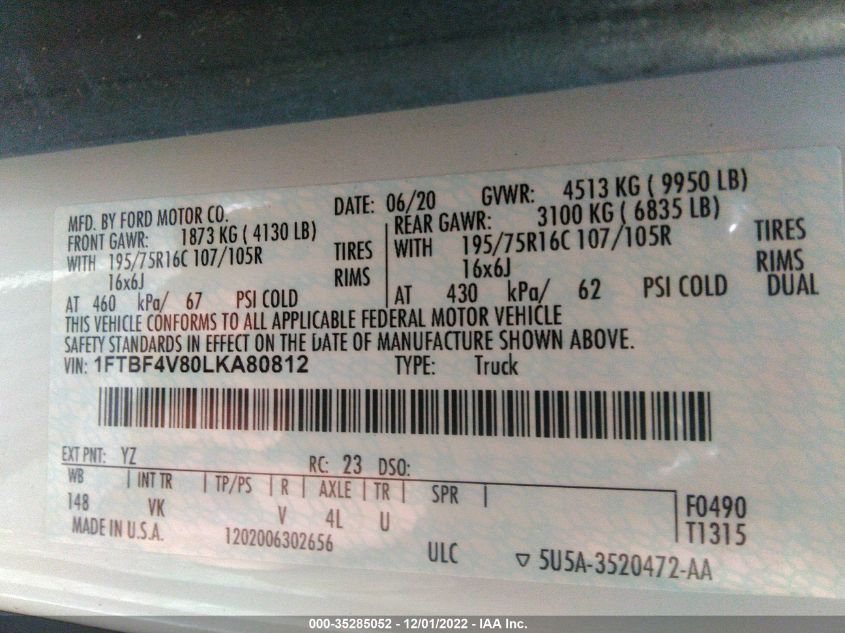 MFD. BY FORD MOTOR CO. DATE: 06/20 GVWR: 4513 KG ( 9950 LB)
FRONT GAWR: 1873 KG ( 4130 LB) REAR GAWR: 3100 KG ( 6835 LB)
WITH 195/75R16C 107/105R TIRES WITH 195/75R16C 107/105R TIRES
16x6J RIMS 16x6J RIMS
AT 460 kPa/ 67 PSI COLD AT 430 kPa/ 62 PSI COLD DUAL
THIS VEHICLE CONFORMS TO ALL APPLICABLE FEDERAL MOTOR VEHICLE
SAFETY STANDARDS IN EFFECT ON THE DATE OF MANUFACTURE SHOWN ABOVE.
VIN: 1FTBF4V80LKA80812 TYPE: Truck
EXT PNT: YZ RC: 23 DSO:
WB INT TR TP/PS R AXLE TR SPR F0490
148 VK V 4L U T1315
MADE IN U.S.A. 1202006302656 ULC ▽ 5U5A-3520472-AA
000-35285052 - 12/01/2022 - IAA Inc.